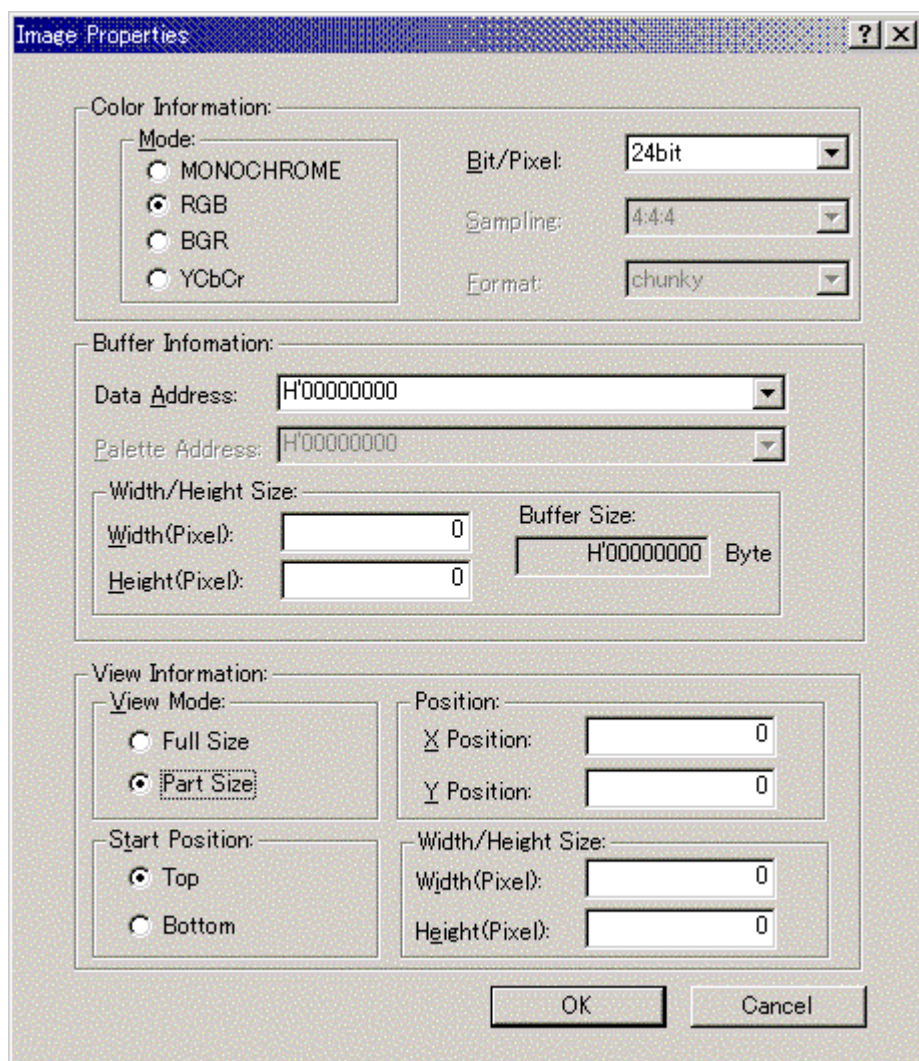 Image Properties
Color Information:
Mode:
MONOCHROME
RGB
BGR
YCbCr
Bit/Pixel:
24bit
Sampling:
4:4:4
Format:
chunky
Buffer Infomation:
Data Address:
H'00000000
Palette Address:
H'00000000
Width/Height Size:
Width(Pixel):
0
Height(Pixel):
0
Buffer Size:
H'00000000 Byte
View Information:
View Mode:
Full Size
Part Size
Position:
X Position:
0
Y Position:
0
Start Position:
Top
Bottom
Width/Height Size:
Width(Pixel):
0
Height(Pixel):
0
OK
Cancel